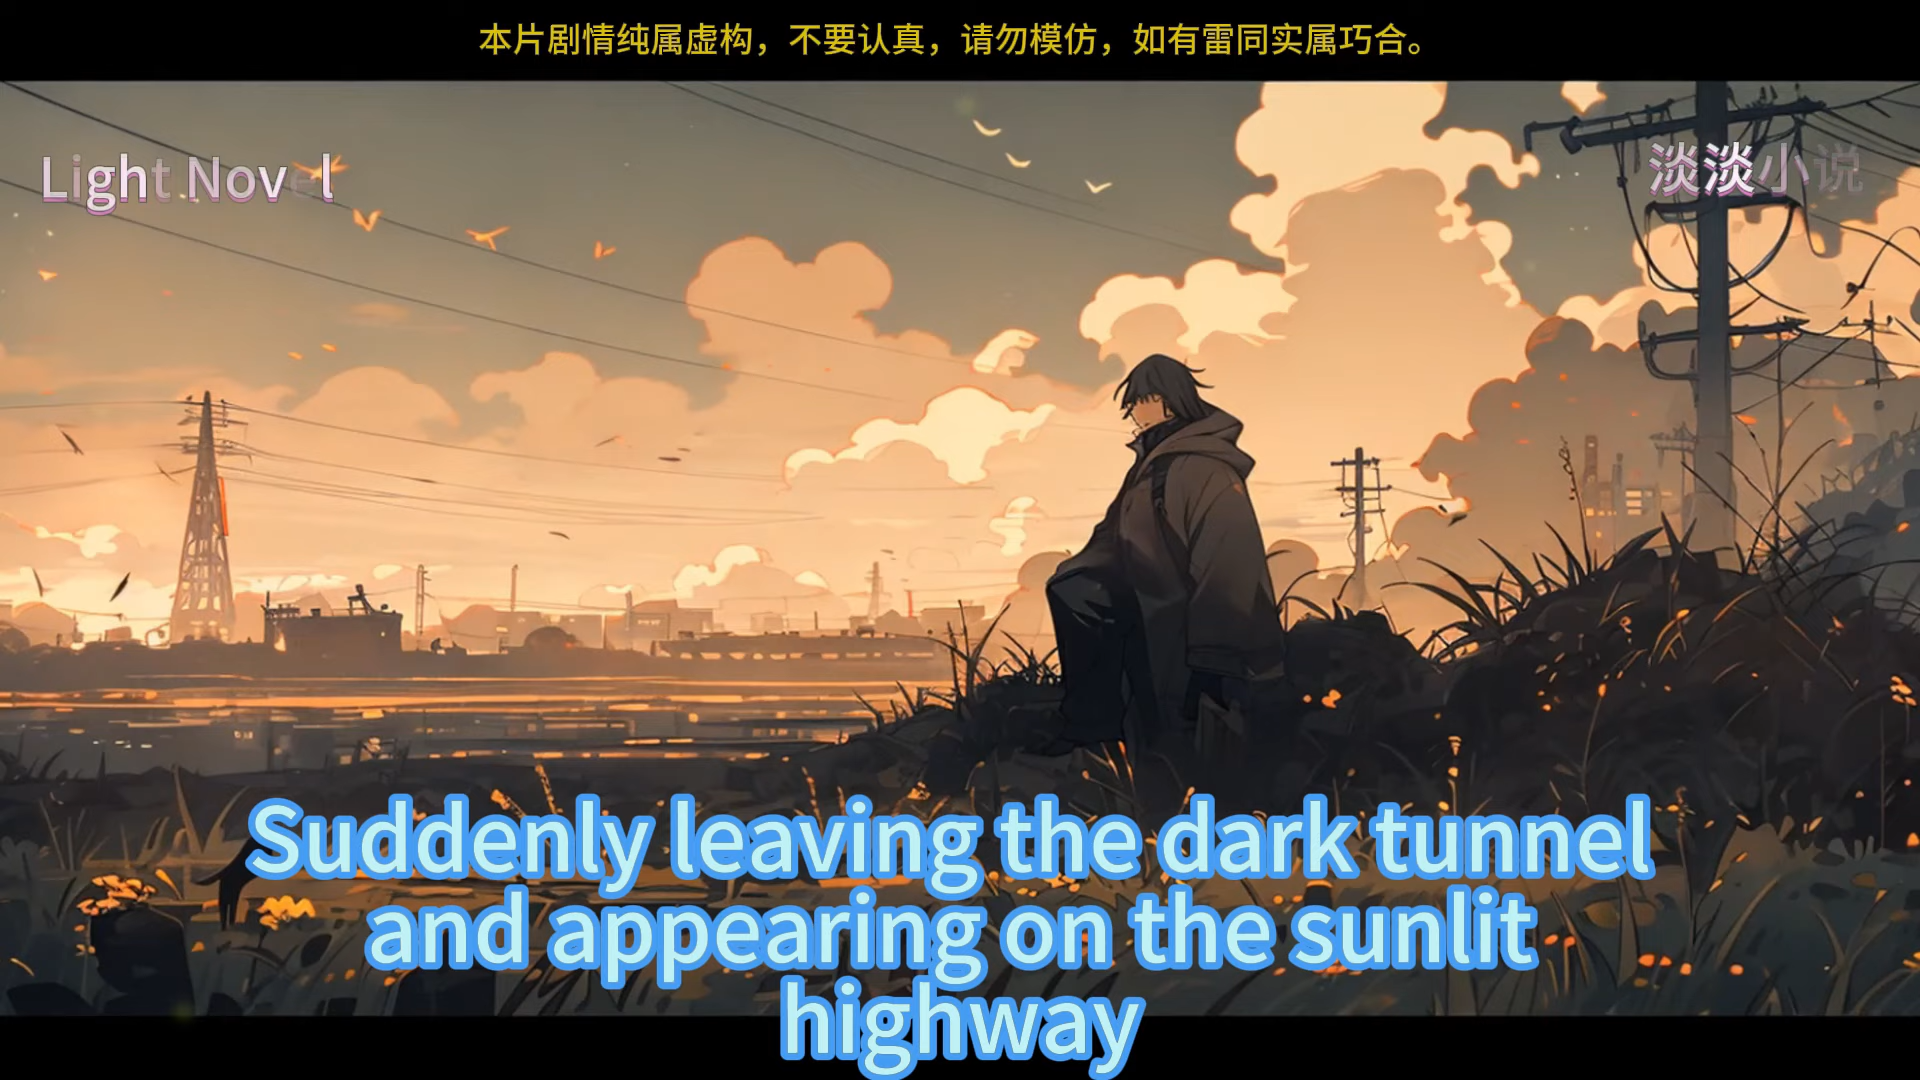 本片剧情纯属虚构，不要认真，请勿模仿，如有雷同实属巧合。
Light Novel
淡淡小说
Suddenly leaving the dark tunnel
and appearing on the sunlit
highway